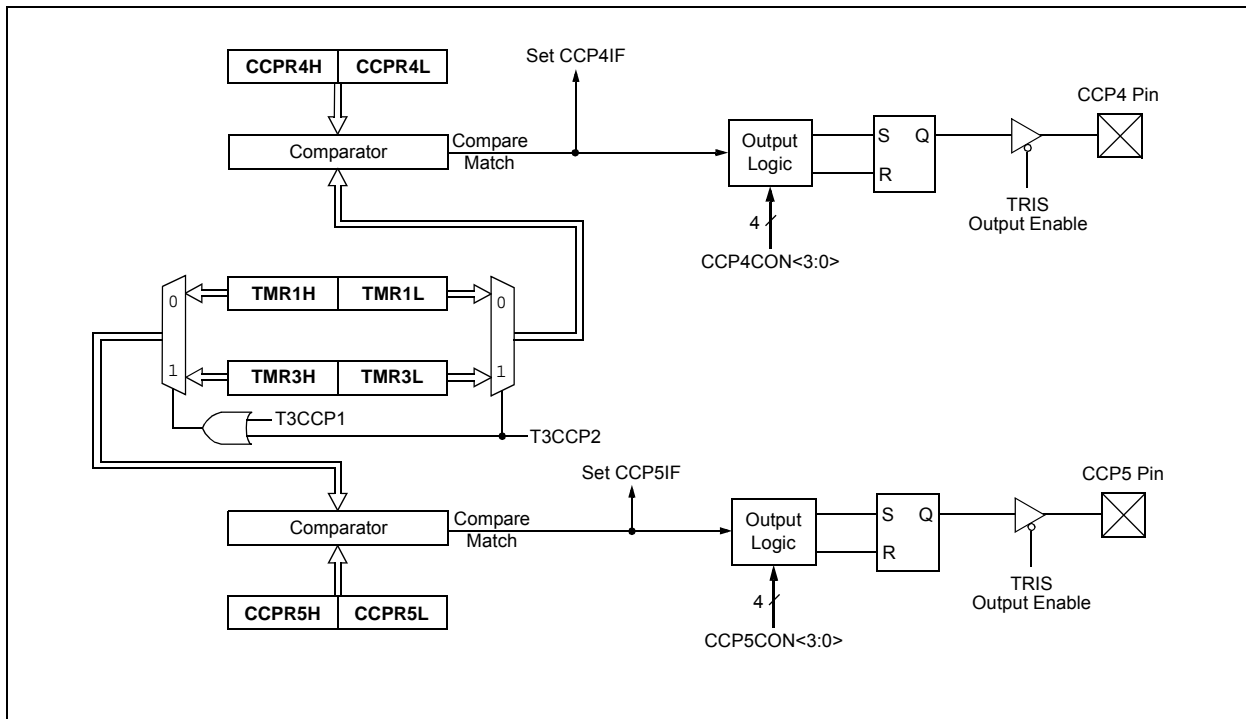 CCPR4H CCPR4L
Set CCP4IF
CCP4 Pin
Comparator
Compare
Match
Output
Logic
S Q
R
TRIS
Output Enable
4
CCP4CON<3:0>
0 TMR1H TMR1L 0
1 TMR3H TMR3L 1
T3CCP1
T3CCP2
Set CCP5IF
CCP5 Pin
Comparator
Compare
Match
Output
Logic
S Q
R
TRIS
Output Enable
4
CCPR5H CCPR5L
CCP5CON<3:0>